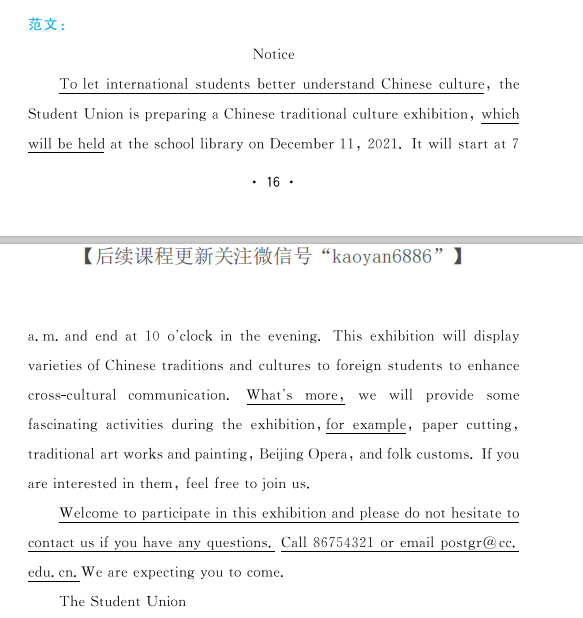 范文：
Notice
To let international students better understand Chinese culture, the
Student Union is preparing a Chinese traditional culture exhibition, which
will be held at the school library on December 11, 2021. It will start at 7
• 16 •
【后续课程更新关注微信号“kaoyan6886”】
a. m. and end at 10 o'clock in the evening. This exhibition will display
varieties of Chinese traditions and cultures to foreign students to enhance
cross-cultural communication. What's more, we will provide some
fascinating activities during the exhibition, for example, paper cutting,
traditional art works and painting, Beijing Opera, and folk customs. If you
are interested in them, feel free to join us.
Welcome to participate in this exhibition and please do not hesitate to
contact us if you have any questions. Call 86754321 or email postgr@cc.
edu. cn. We are expecting you to come.
The Student Union